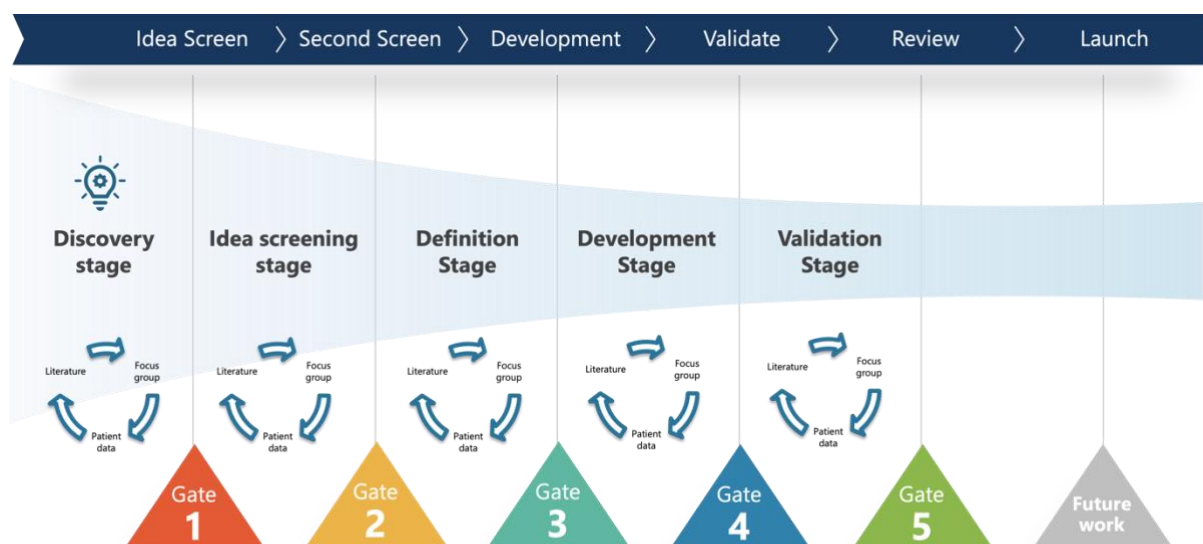 Idea Screen
Second Screen
Development
Validate
Review
Launch
Discovery
stage
Idea screening
stage
Definition
Stage
Development
Stage
Validation
Stage
Literature
Focus
group
Patient
data
Literature
Focus
group
Patient
data
Literature
Focus
group
Patient
data
Literature
Focus
group
Patient
data
Literature
Focus
group
Patient
data
Gate
1
Gate
2
Gate
3
Gate
4
Gate
5
Future
work